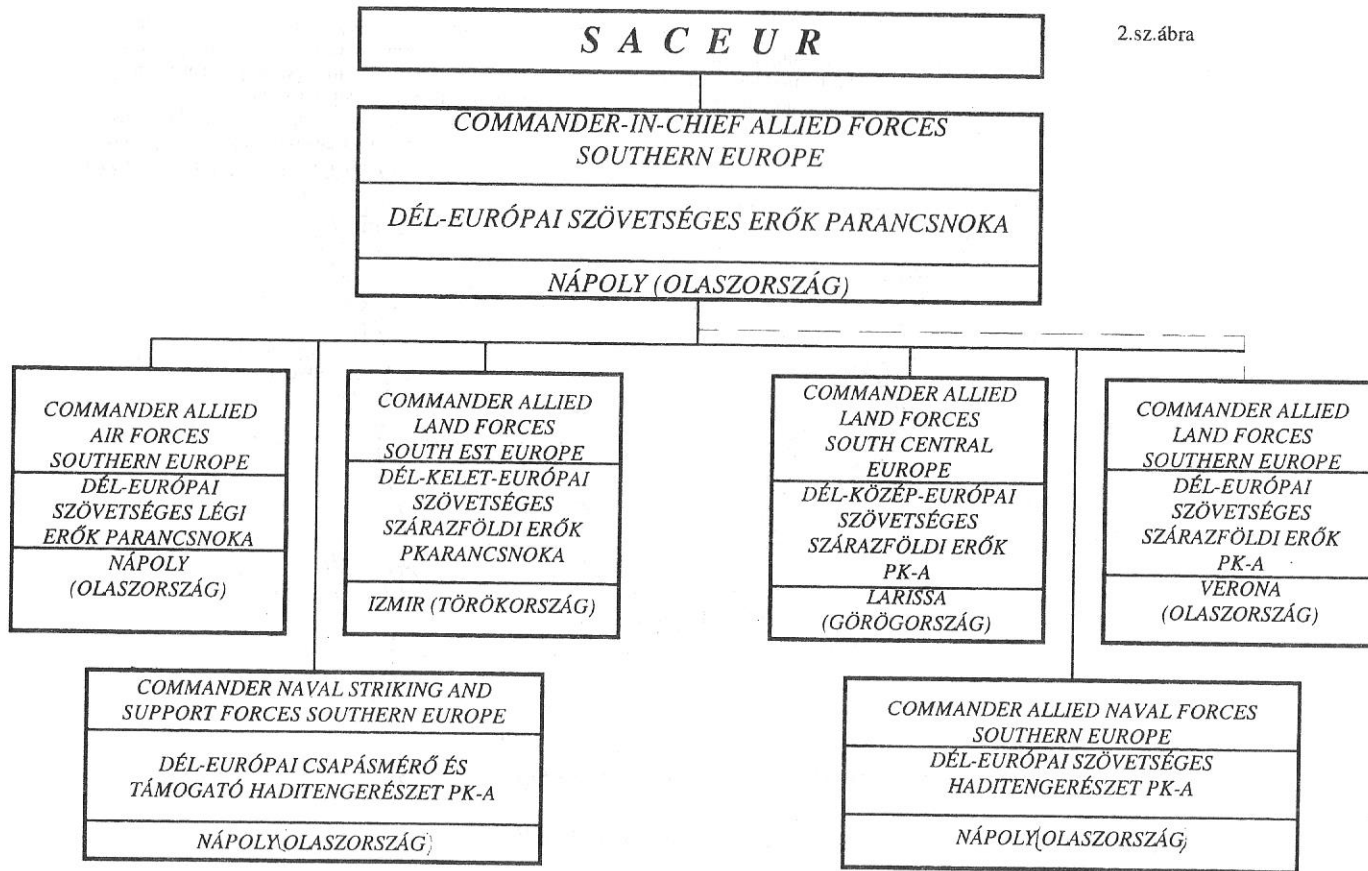 S A C E U R
2.sz.ábra
COMMANDER-IN-CHIEF ALLIED FORCES
SOUTHERN EUROPE
DÉL-EURÓPAI SZÖVETSÉGES ERŐK PARANCSNOKA
NÁPOLY (OLASZORSZÁG)
COMMANDER ALLIED
AIR FORCES
SOUTHERN EUROPE
DÉL-EURÓPAI
SZÖVETSÉGES LÉGI
ERŐK PARANCSNOKA
NÁPOLY
(OLASZORSZÁG)
COMMANDER ALLIED
LAND FORCES
SOUTH EST EUROPE
DÉL-KELET-EURÓPAI
SZÖVETSÉGES
SZÁRAZFÖLDI ERŐK
PKARANCSNOKA
IZMIR (TÖRÖKORSZÁG)
COMMANDER ALLIED
LAND FORCES
SOUTH CENTRAL
EUROPE
DÉL-KÖZÉP-EURÓPAI
SZÖVETSÉGES
SZÁRAZFÖLDI ERŐK
PK-A
LARISSA
(GÖRÖGORSZÁG)
COMMANDER ALLIED
LAND FORCES
SOUTHERN EUROPE
DÉL-EURÓPAI
SZÖVETSÉGES
SZÁRAZFÖLDI ERŐK
PK-A
VERONA
(OLASZORSZÁG)
COMMANDER NAVAL STRIKING AND
SUPPORT FORCES SOUTHERN EUROPE
DÉL-EURÓPAI CSAPÁSMÉRŐ ÉS
TÁMOGATÓ HADITENGERÉSZET PK-A
NÁPOLY(OLASZORSZÁG)
COMMANDER ALLIED NAVAL FORCES
SOUTHERN EUROPE
DÉL-EURÓPAI SZÖVETSÉGES
HADITENGERÉSZET PK-A
NÁPOLY(OLASZORSZÁG)